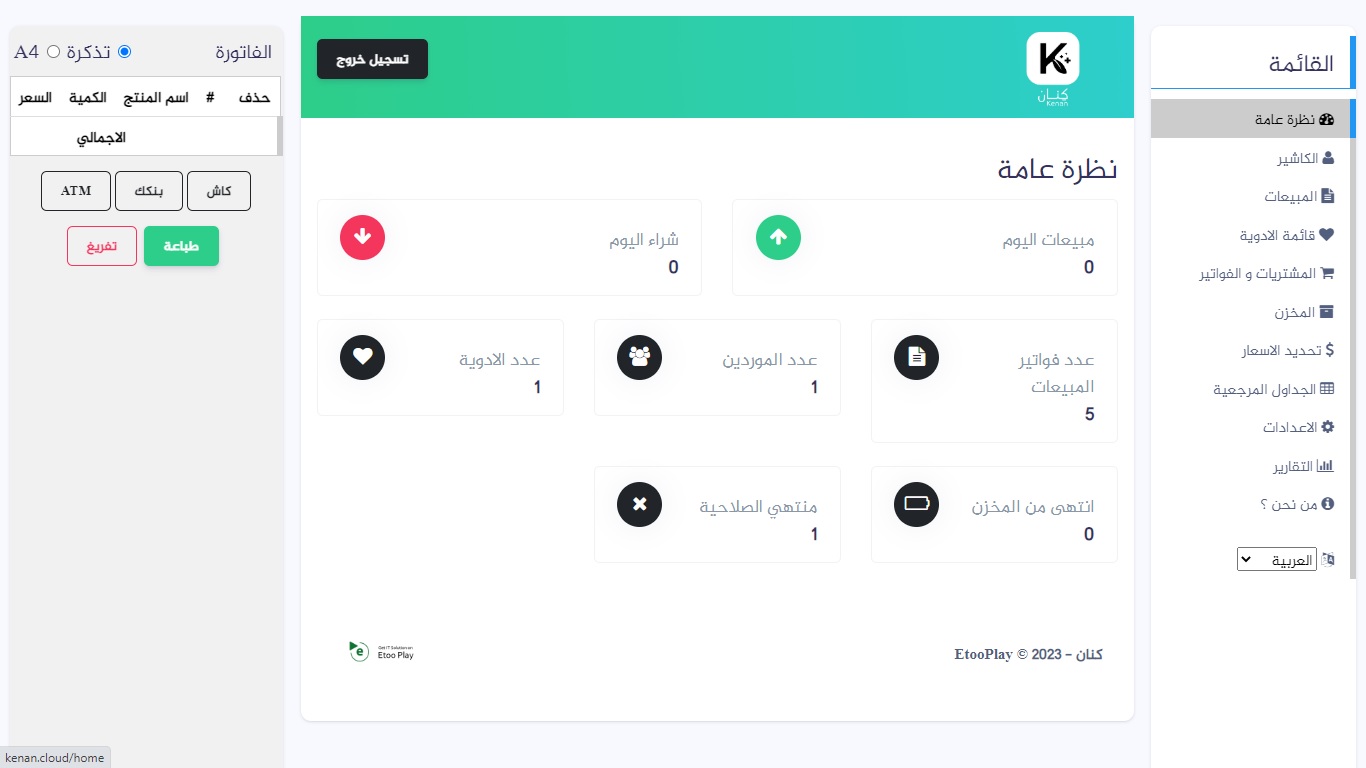 القائمة
نظرة عامة
الكاشير
المبيعات
قائمة الادوية
المشتريات و الفواتير
المخزن
تحديد الاسعار
الجداول المرجعية
الاعدادات
التقارير
من نحن ؟
العربية
K
كنان
Kenan
تسجيل خروج
نظرة عامة
مبيعات اليوم
0
شراء اليوم
0
عدد فواتير
المبيعات
5
عدد الموردين
1
عدد الادوية
1
انتهى من المخزن
0
منتهي الصلاحية
1
كنان - 2023 © EtooPlay
Get IT Solution on
Etoo Play
الفاتورة
تذكرة A4
حذف # اسم المنتج الكمية السعر
الاجمالي
كاش بنكك ATM
طباعة تفريغ
kenan.cloud/home